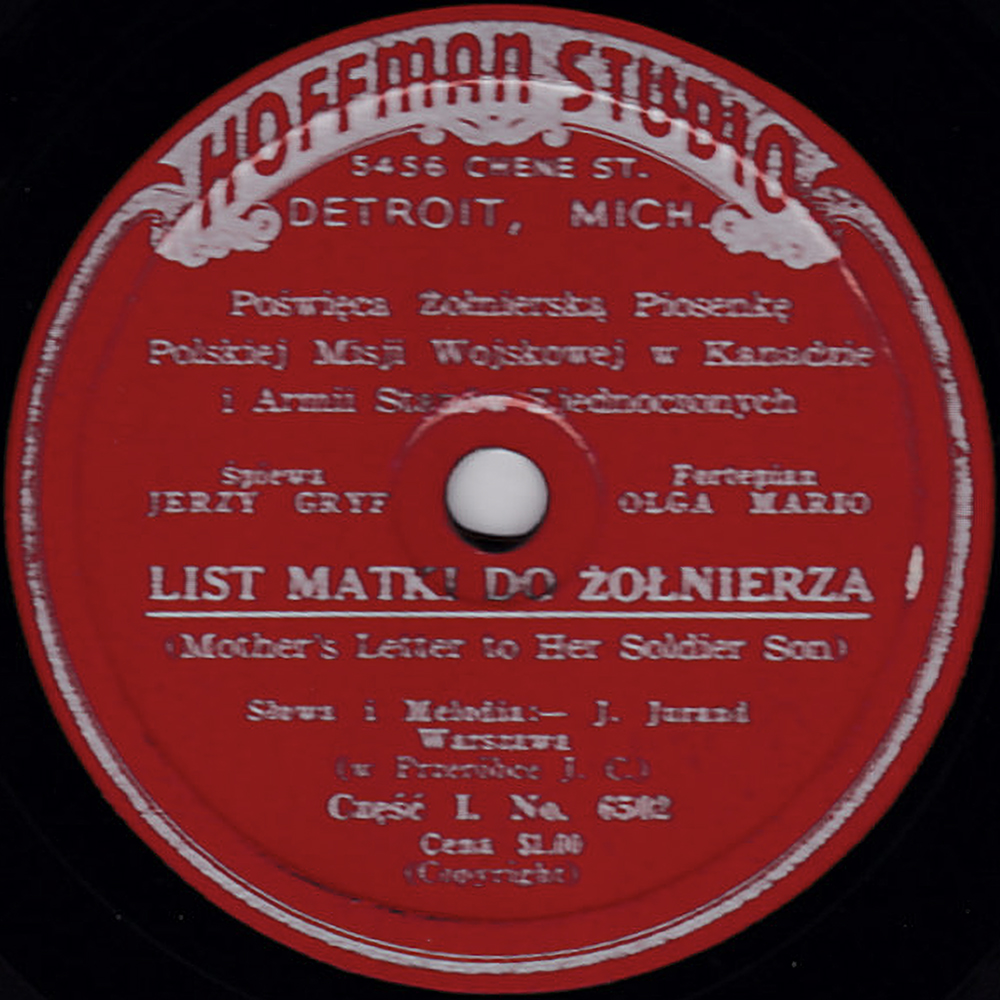 HOFFMAN STUDIO
5456 CHENE ST.
DETROIT, MICH.
Poświęca Żołnierską Piosenkę
Polskiej Misji Wojskowej w Kanadzie
i Armii Stanów Zjednoczonych
Śpiewa Fortepian
JERZY GRYF OLGA MARJO
LIST MATKI DO ŻOŁNIERZA
(Mother's Letter to Her Soldier Son)
Słowa i Melodia:— J. Jurand
Warszawa
(w Przeróbce J. C.)
Część I. No.
Cena $1.00
(Copyright)